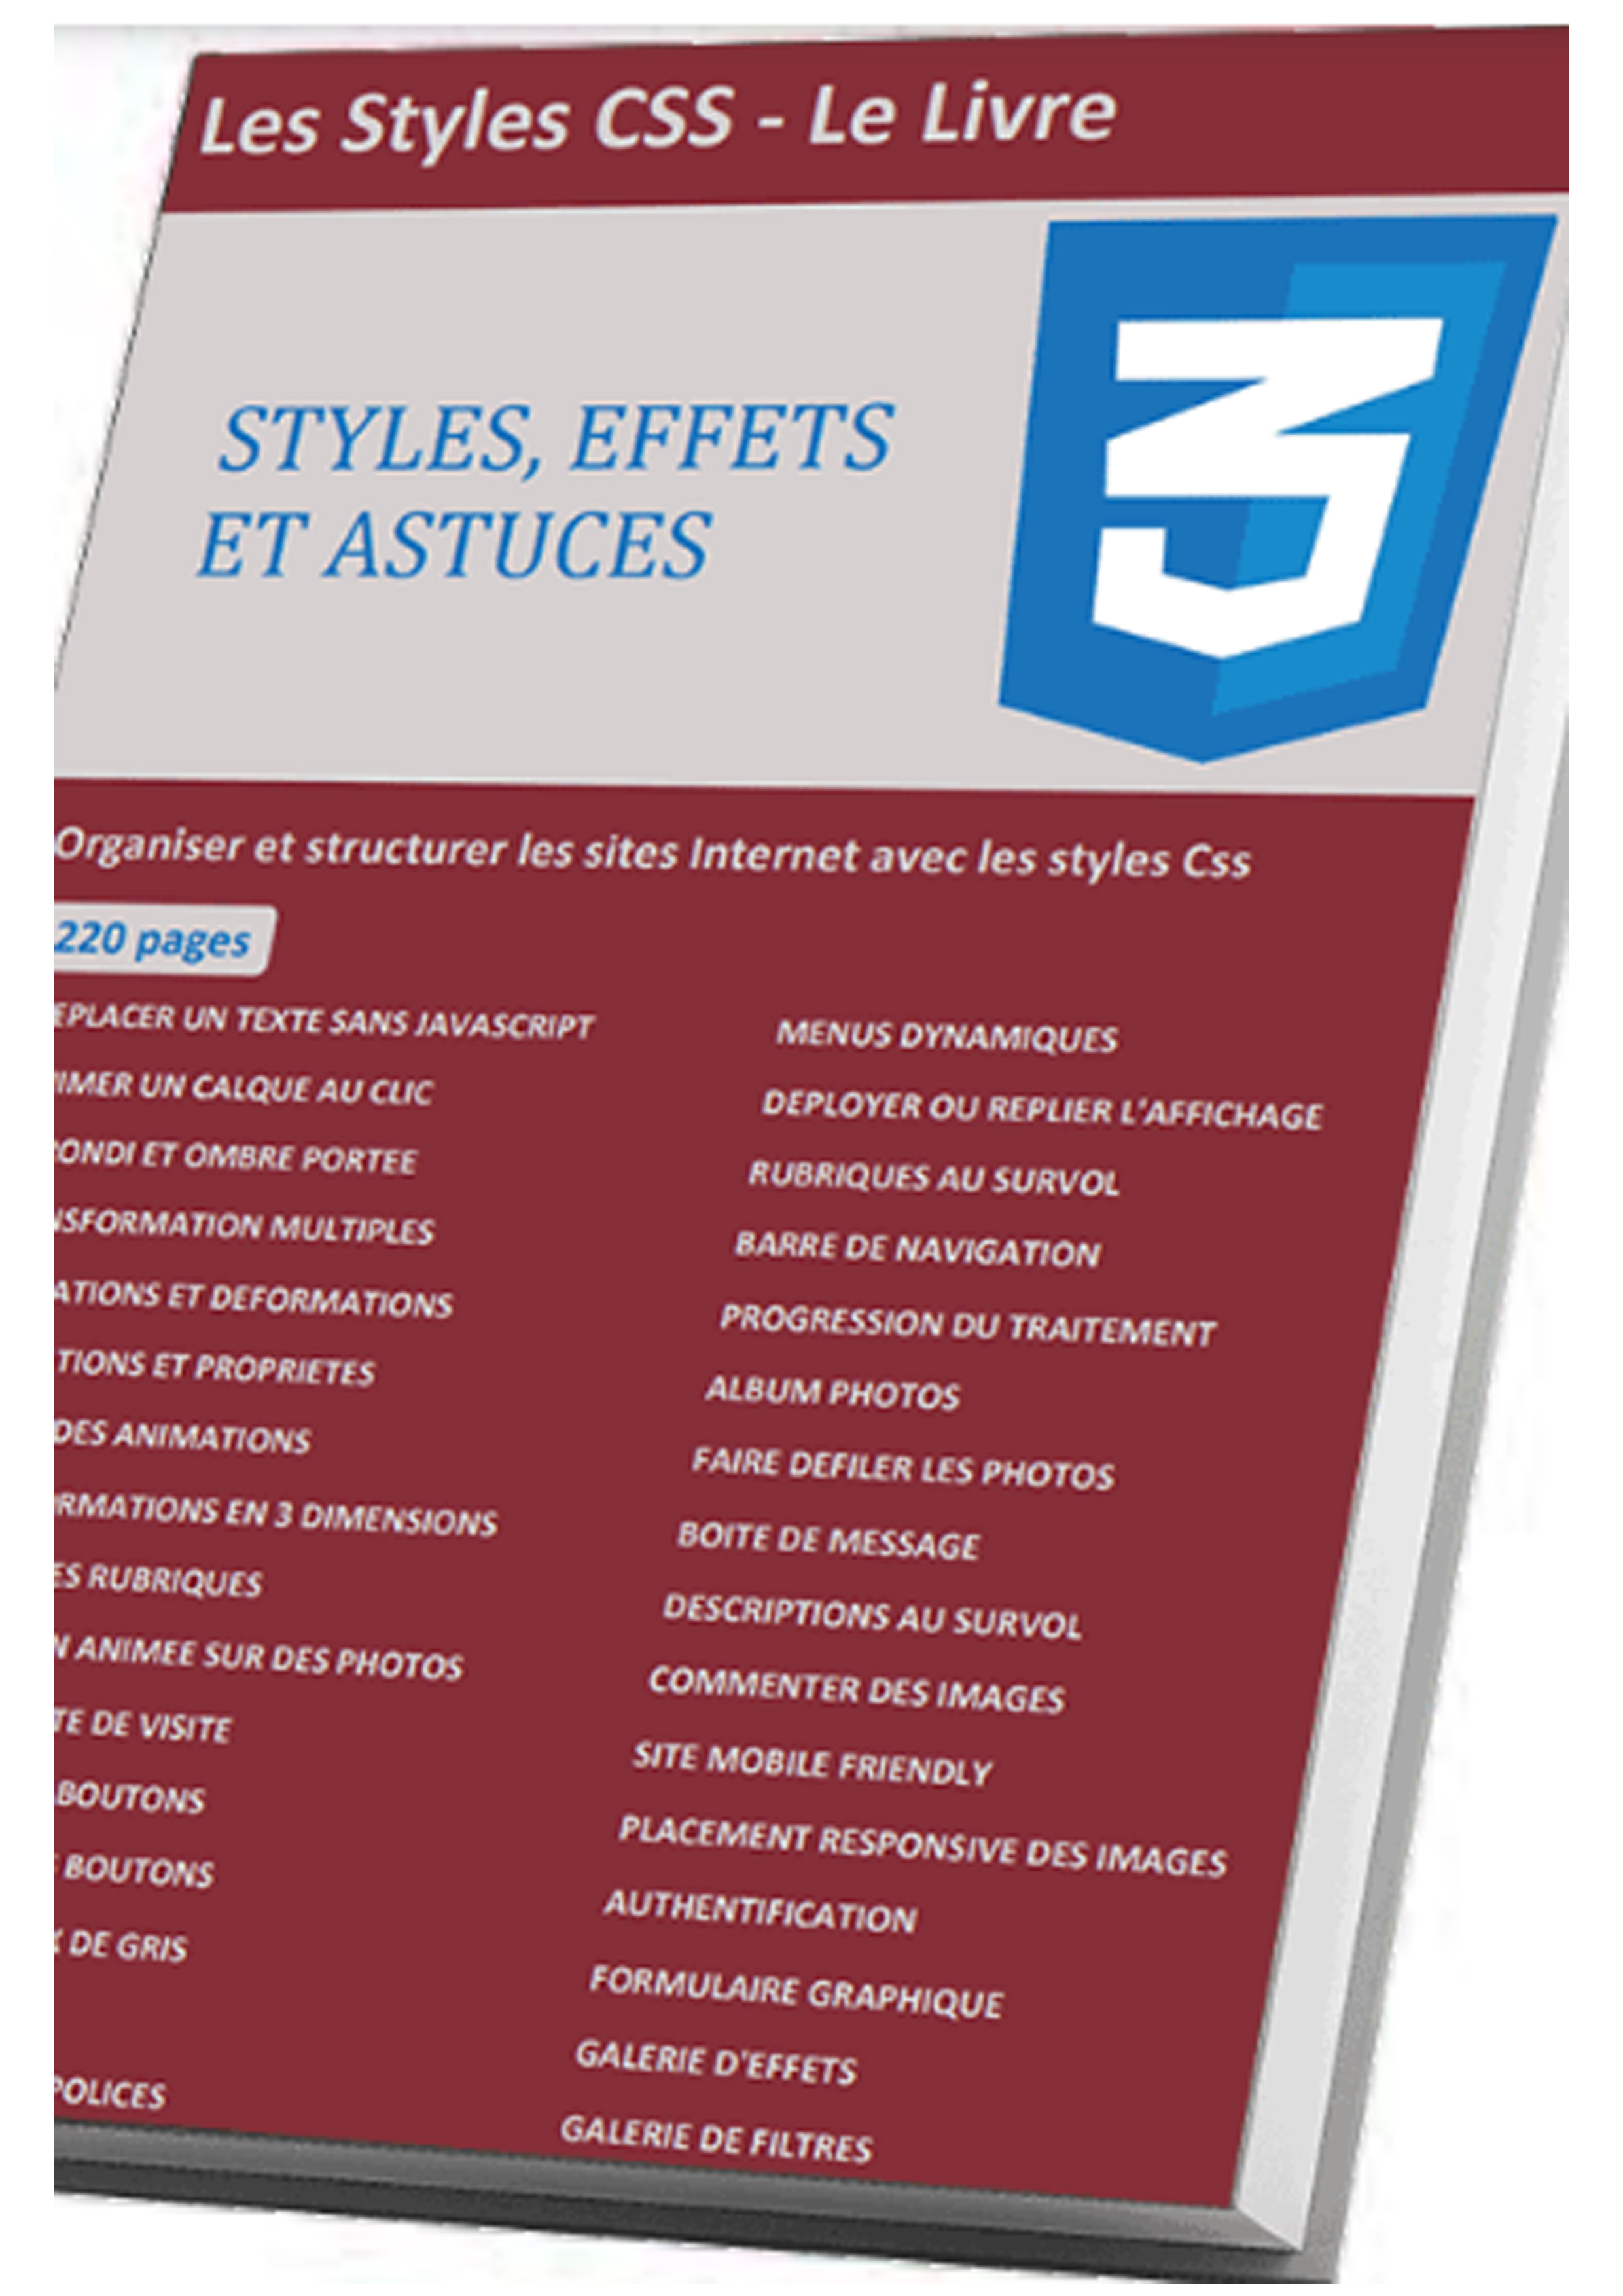 Les Styles CSS - Le Livre
STYLES, EFFETS
ET ASTUCES
3
Organiser et structurer les sites Internet avec les styles Css
220 pages
EPLACER UN TEXTE SANS JAVASCRIPT
IMER UN CALQUE AU CLIC
ONDI ET OMBRE PORTEE
NSFORMATION MULTIPLES
ATIONS ET DEFORMATIONS
TIONS ET PROPRIETES
DES ANIMATIONS
RMATIONS EN 3 DIMENSIONS
ES RUBRIQUES
N ANIMEE SUR DES PHOTOS
TE DE VISITE
BOUTONS
BOUTONS
DE GRIS
POLICES
MENUS DYNAMIQUES
DEPLOYER OU REPLIER L'AFFICHAGE
RUBRIQUES AU SURVOL
BARRE DE NAVIGATION
PROGRESSION DU TRAITEMENT
ALBUM PHOTOS
FAIRE DEFILER LES PHOTOS
BOITE DE MESSAGE
DESCRIPTIONS AU SURVOL
COMMENTER DES IMAGES
SITE MOBILE FRIENDLY
PLACEMENT RESPONSIVE DES IMAGES
AUTHENTIFICATION
FORMULAIRE GRAPHIQUE
GALERIE D'EFFETS
GALERIE DE FILTRES